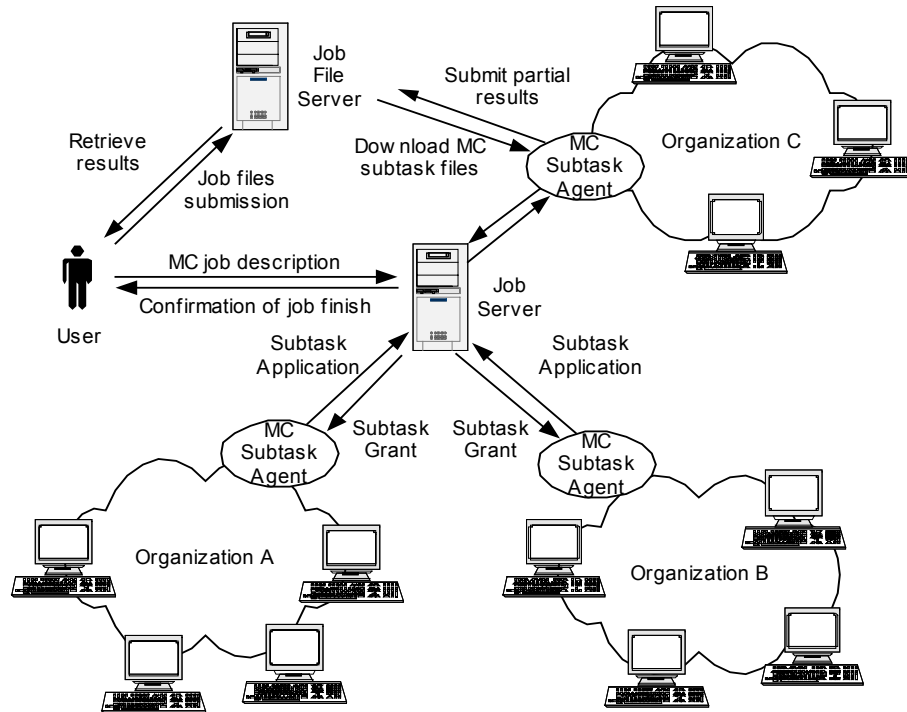 Job
File
Server
Submit partial
results
Organization C
Retrieve
results
Job files
submission
Dow nload MC
subtask files
MC
Subtask
Agent
MC job description
Confirmation of job finish
User
Job
Server
Subtask
Application
Subtask
Application
Subtask
Grant
Subtask
Grant
MC
Subtask
Agent
MC
Subtask
Agent
Organization A
Organization B